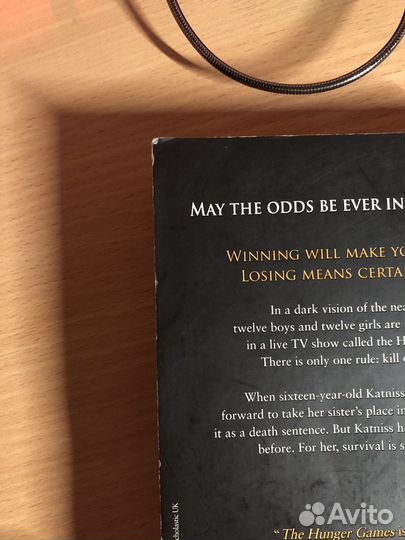 MAY THE ODDS BE EVER IN
WINNING WILL MAKE YO
LOSING MEANS CERTA
In a dark vision of the nea
twelve boys and twelve girls are
in a live TV show called the H
There is only one rule: kill
When sixteen-year-old Katniss
forward to take her sister's place in
it as a death sentence. But Katniss h
before. For her, survival is s
"The Hunger Games is
Scholastic UK
Avito